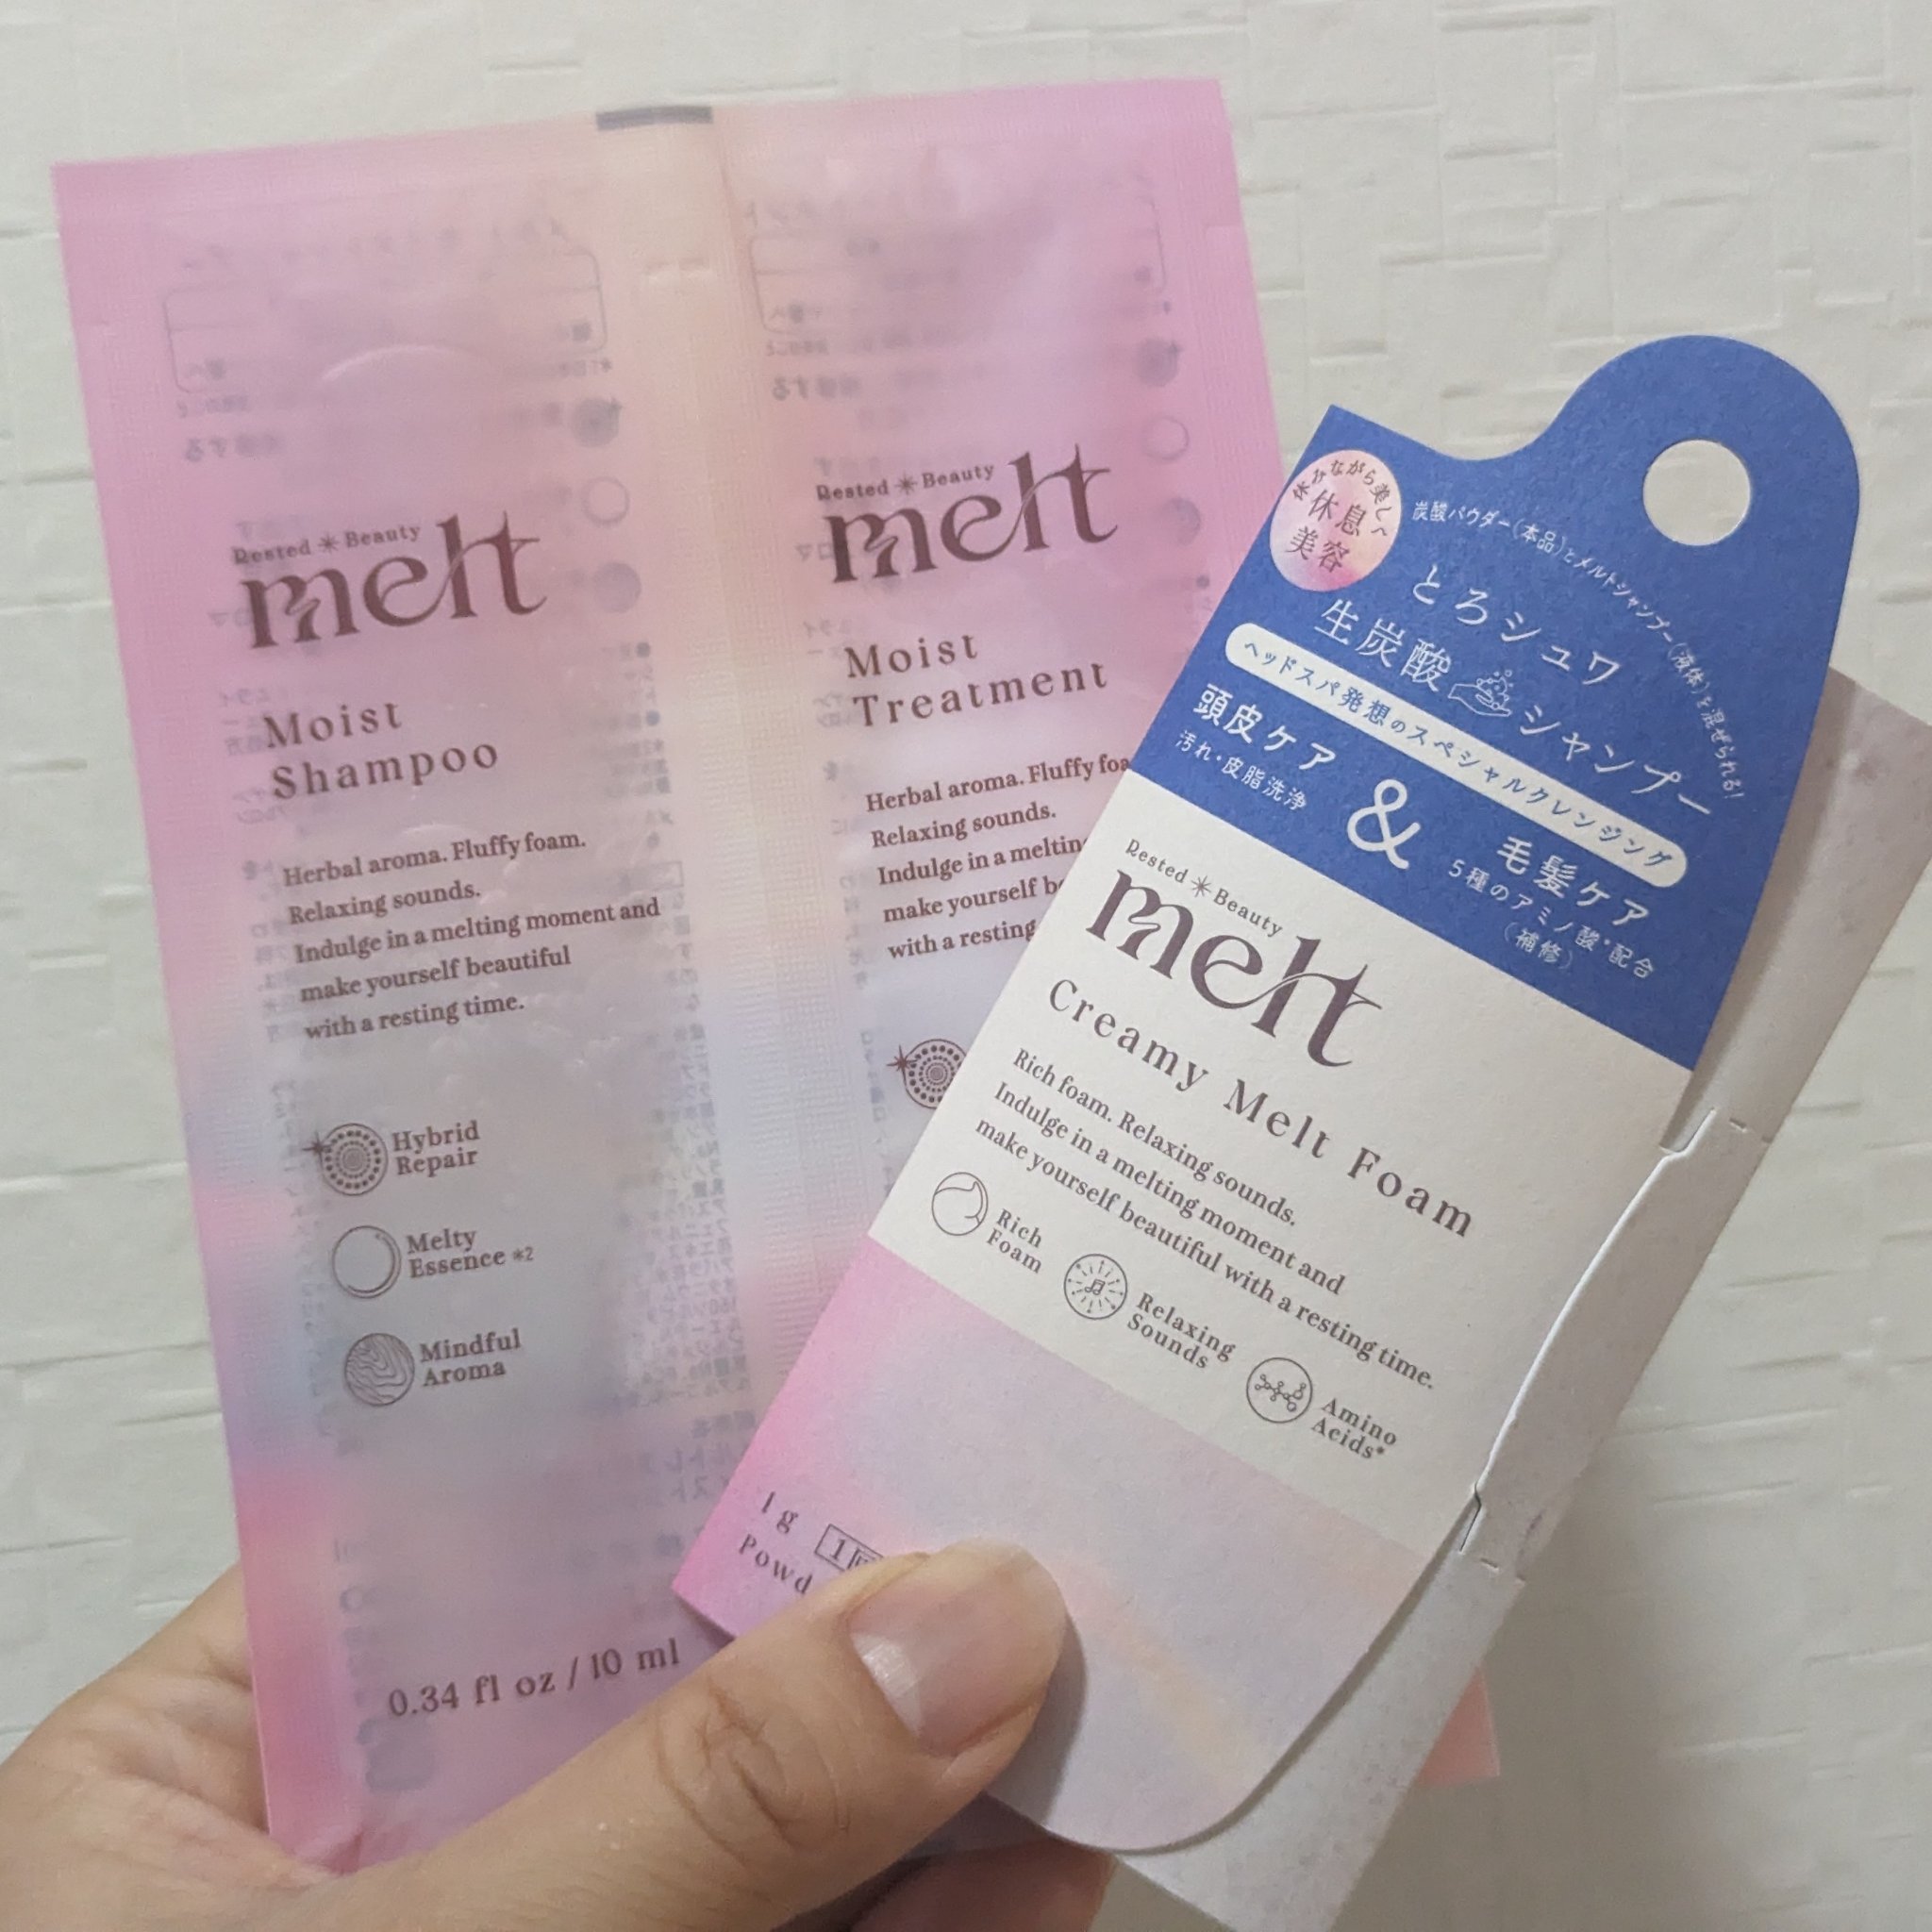 Rested Beauty
melt
Moist
Shampoo
Herbal aroma. Fluffy foam.
Relaxing sounds.
Indulge in a melting moment and
make yourself beautiful
with a resting time.
Hybrid
Repair
Melty
Essence *2
Mindful
Aroma
0.34 fl oz / 10 ml
Rested Beauty
melt
Moist
Treatment
Herbal aroma. Fluffy
Relaxing sounds.
Indulge in a
make yourself
with a resting
休みながら美しく
休息
美容
炭酸パウダー(本品)とメルトシャンプー(液体)を混ぜられる!
とろシュワ
生炭酸シャンプー
ヘッドスパ発想のスペシャルクレンジング
頭皮ケア
汚れ・皮脂洗浄
&
毛髪ケア
5種のアミノ酸*配合
(補修)
Rested Beauty
melt
Creamy Melt Foam
Rich foam. Relaxing sounds.
Indulge in a melting moment and
make yourself beautiful with a resting time.
Rich
Foam
Relaxing
Sounds
Amino
Acids*
1 g